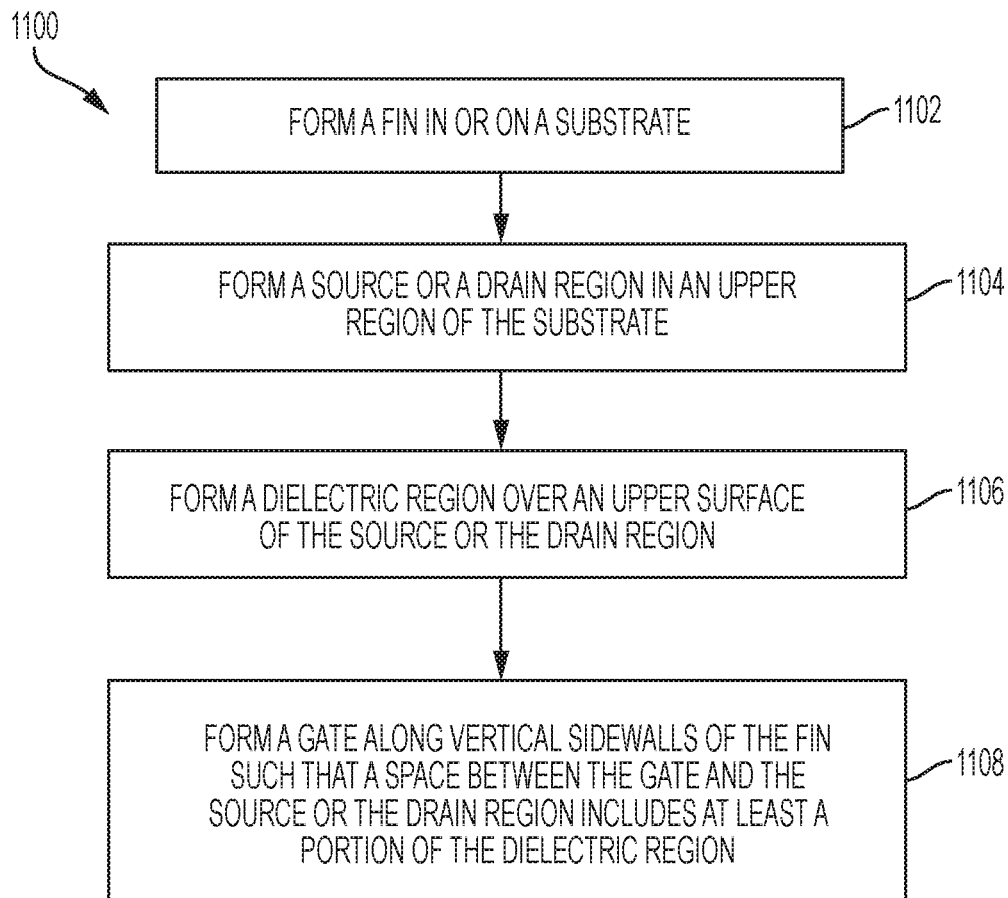 1100
FORM A FIN IN OR ON A SUBSTRATE
1102
FORM A SOURCE OR A DRAIN REGION IN AN UPPER
REGION OF THE SUBSTRATE
1104
FORM A DIELECTRIC REGION OVER AN UPPER SURFACE
OF THE SOURCE OR THE DRAIN REGION
1106
FORM A GATE ALONG VERTICAL SIDEWALLS OF THE FIN
SUCH THAT A SPACE BETWEEN THE GATE AND THE
SOURCE OR THE DRAIN REGION INCLUDES AT LEAST A
PORTION OF THE DIELECTRIC REGION
1108